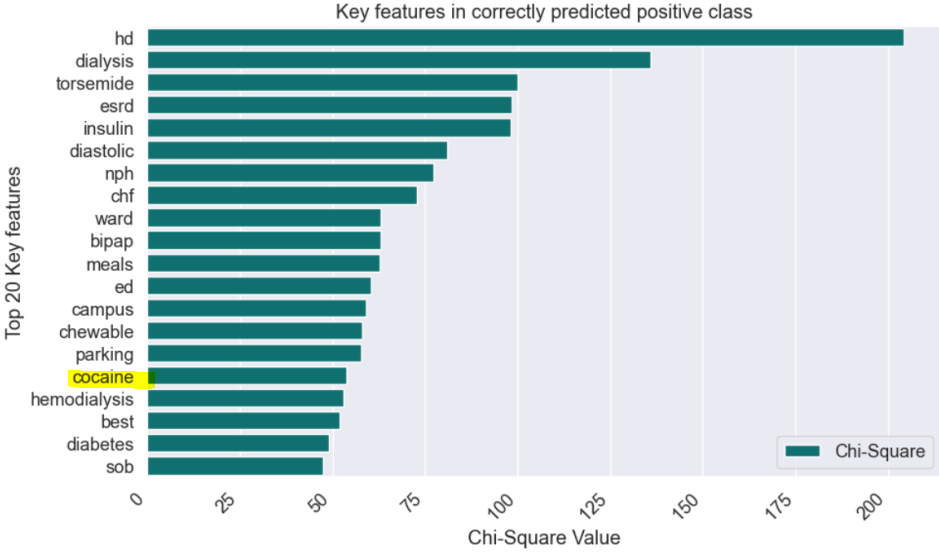 Key features in correctly predicted positive class
Top 20 Key features
hd
dialysis
torsemide
esrd
insulin
diastolic
nph
chf
ward
bipap
meals
ed
campus
chewable
parking
cocaine
hemodialysis
best
diabetes
sob
Chi-Square
0 25 50 75 100 125 150 175 200
Chi-Square Value